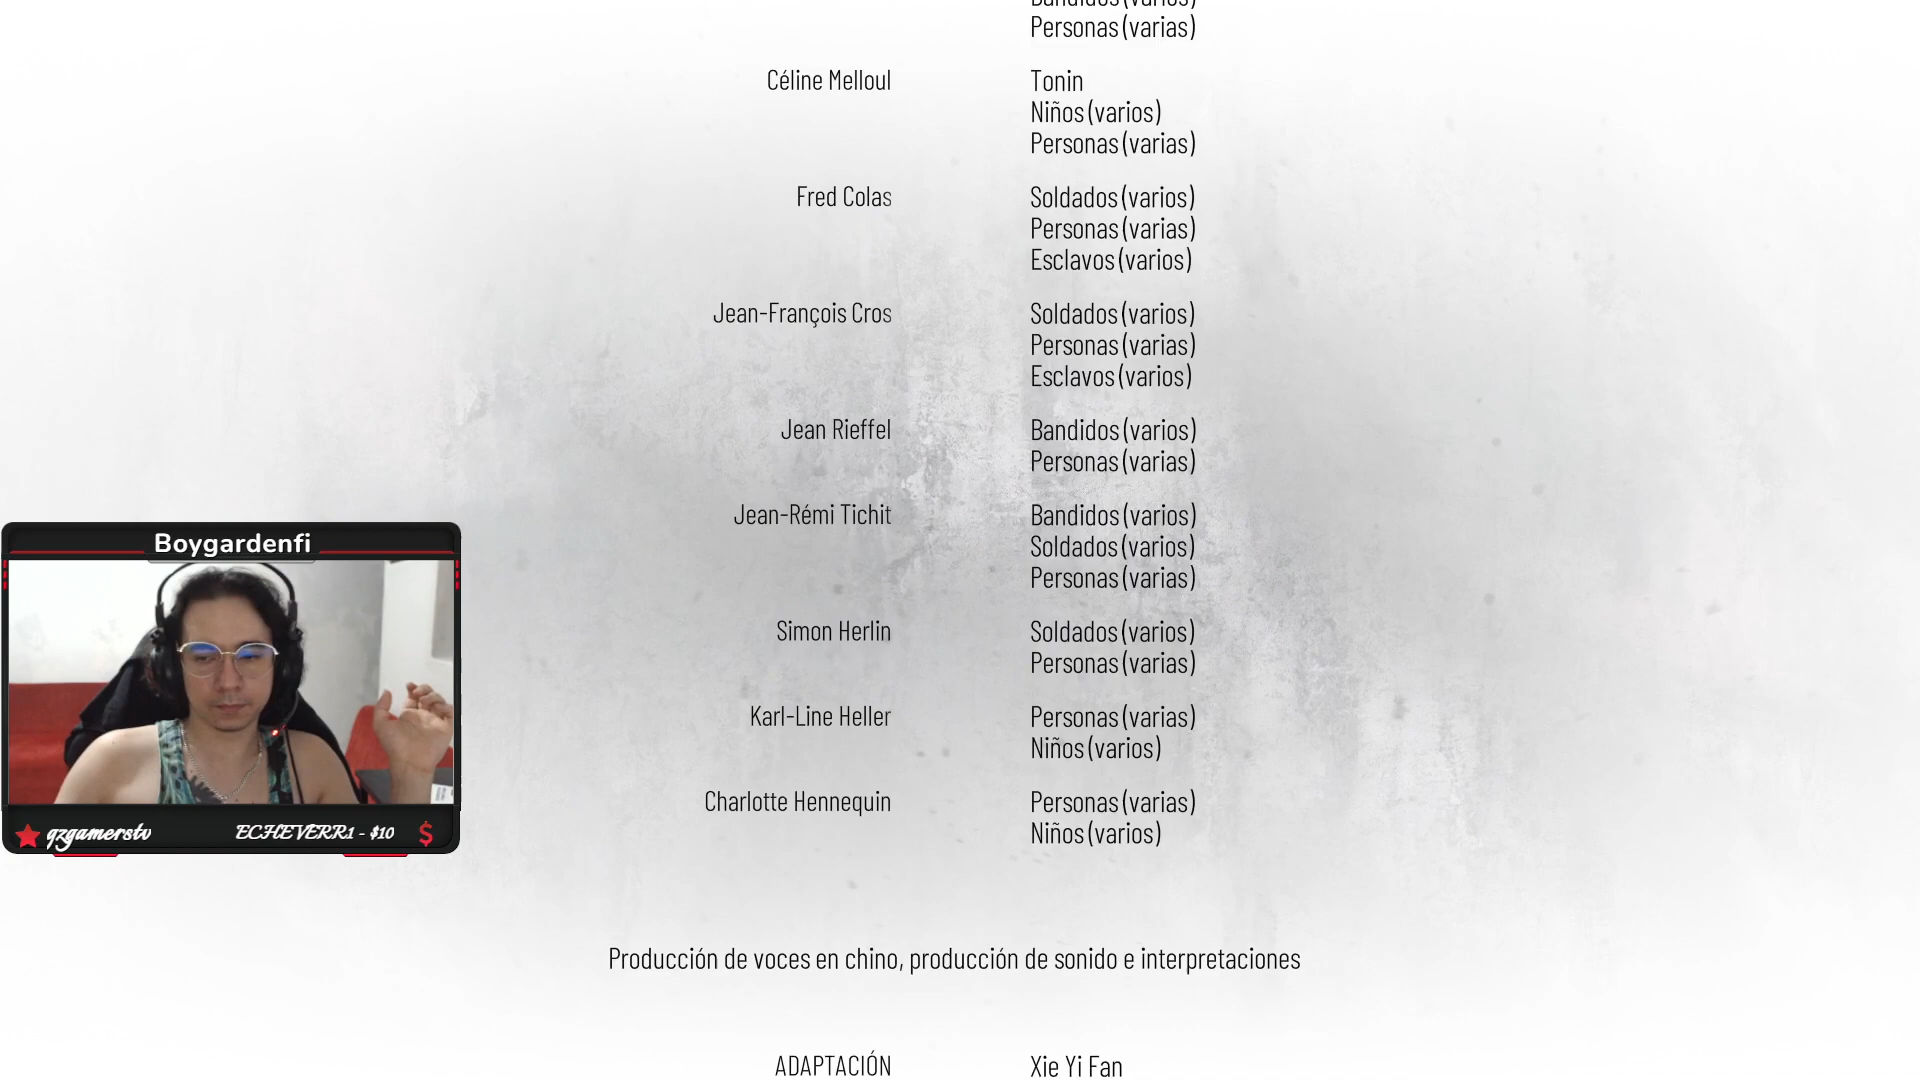 Personas (varias)
Céline Melloul
Tonin
Niños (varios)
Personas (varias)
Fred Colas
Soldados (varios)
Personas (varias)
Esclavos (varios)
Jean-François Cros
Soldados (varios)
Personas (varias)
Esclavos (varios)
Jean Rieffel
Bandidos (varios)
Personas (varias)
Jean-Rémi Tichit
Bandidos (varios)
Soldados (varios)
Personas (varias)
Simon Herlin
Soldados (varios)
Personas (varias)
Karl-Line Heller
Personas (varias)
Niños (varios)
Charlotte Hennequin
Personas (varias)
Niños (varios)
Producción de voces en chino, producción de sonido e interpretaciones
ADAPTACIÓN
Xie Yi Fan
Boygardenfi
qzgamerstv
ECHEVERR1 - $10
$